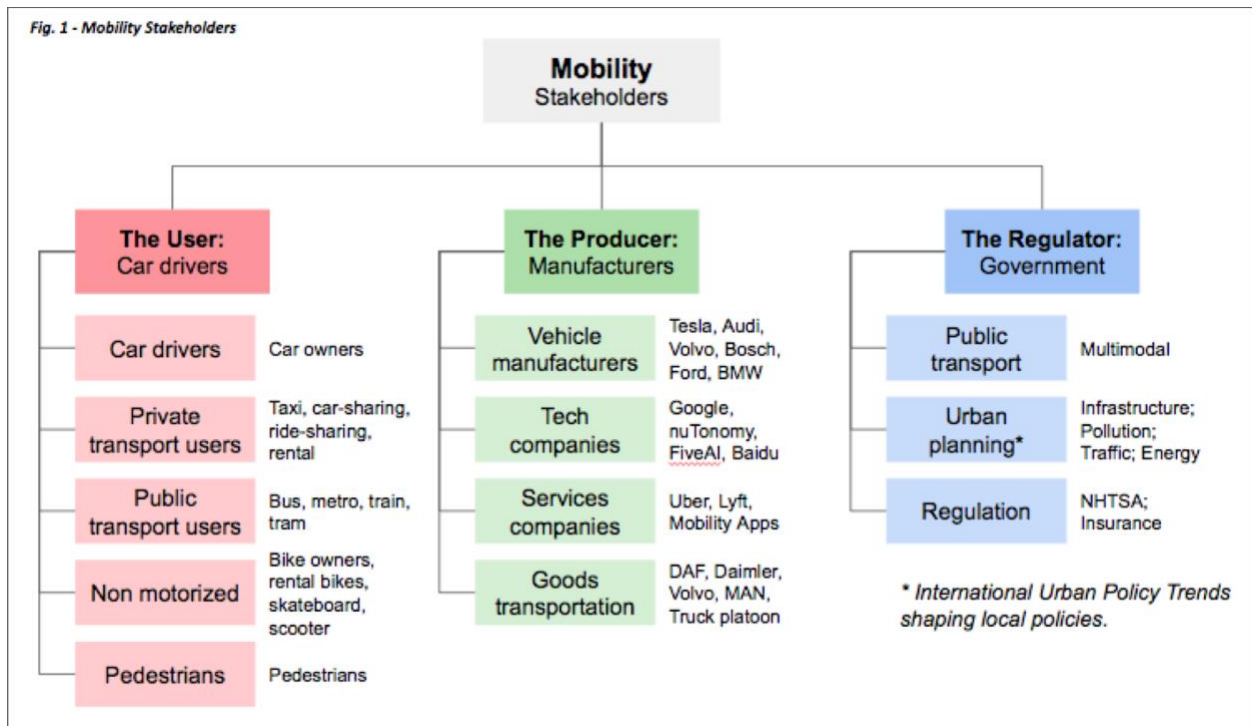 Fig. 1 - Mobility Stakeholders
Mobility
Stakeholders
The User:
Car drivers
Car drivers
Car owners
Private
transport users
Taxi, car-sharing,
ride-sharing,
rental
Public
transport users
Bus, metro, train,
tram
Non motorized
Bike owners,
rental bikes,
skateboard,
scooter
Pedestrians
Pedestrians
The Producer:
Manufacturers
Vehicle
manufacturers
Tesla, Audi,
Volvo, Bosch,
Ford, BMW
Tech
companies
Google,
nuTonomy,
FiveAI, Baidu
Services
companies
Uber, Lyft,
Mobility Apps
Goods
transportation
DAF, Daimler,
Volvo, MAN,
Truck platoon
The Regulator:
Government
Public
transport
Multimodal
Urban
planning*
Infrastructure;
Pollution;
Traffic; Energy
Regulation
NHTSA;
Insurance
* International Urban Policy Trends
shaping local policies.